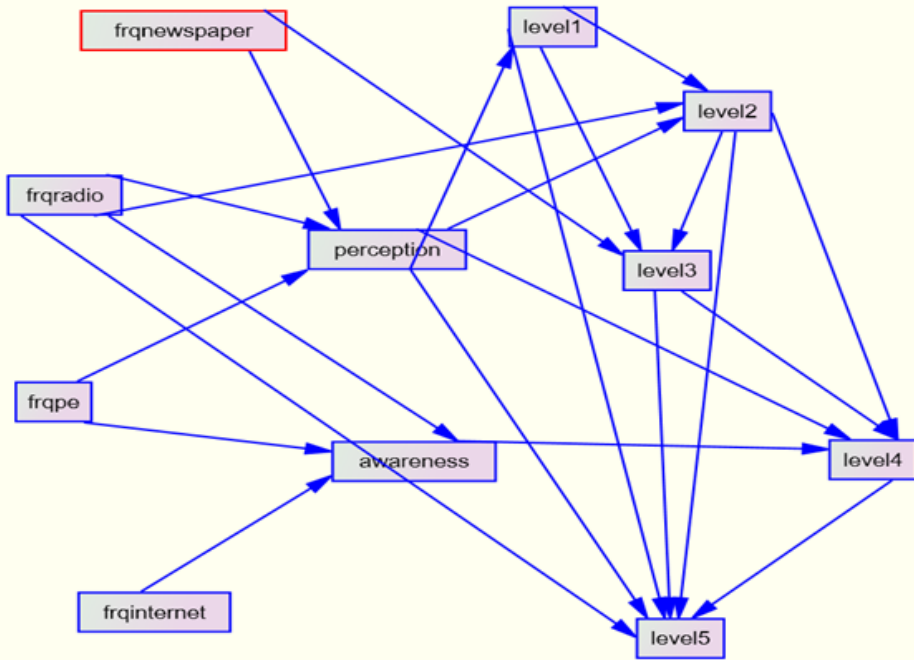 frqnewspaper
level1
level2
frqradio
perception
level3
frqpe
awareness
level4
frqinternet
level5